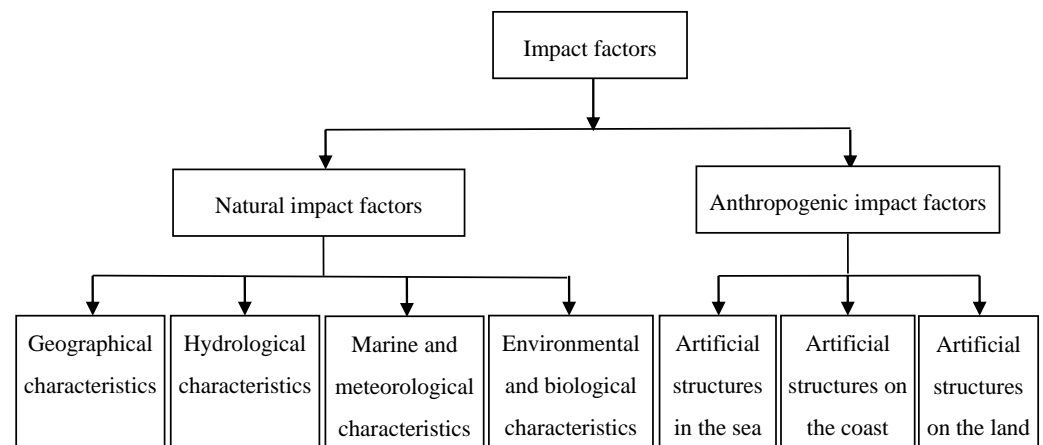 Impact factors
Natural impact factors
Anthropogenic impact factors
Geographical
characteristics
Hydrological
characteristics
Marine and
meteorological
characteristics
Environmental
and biological
characteristics
Artificial
structures
in the sea
Artificial
structures on
the coast
Artificial
structures
on the land